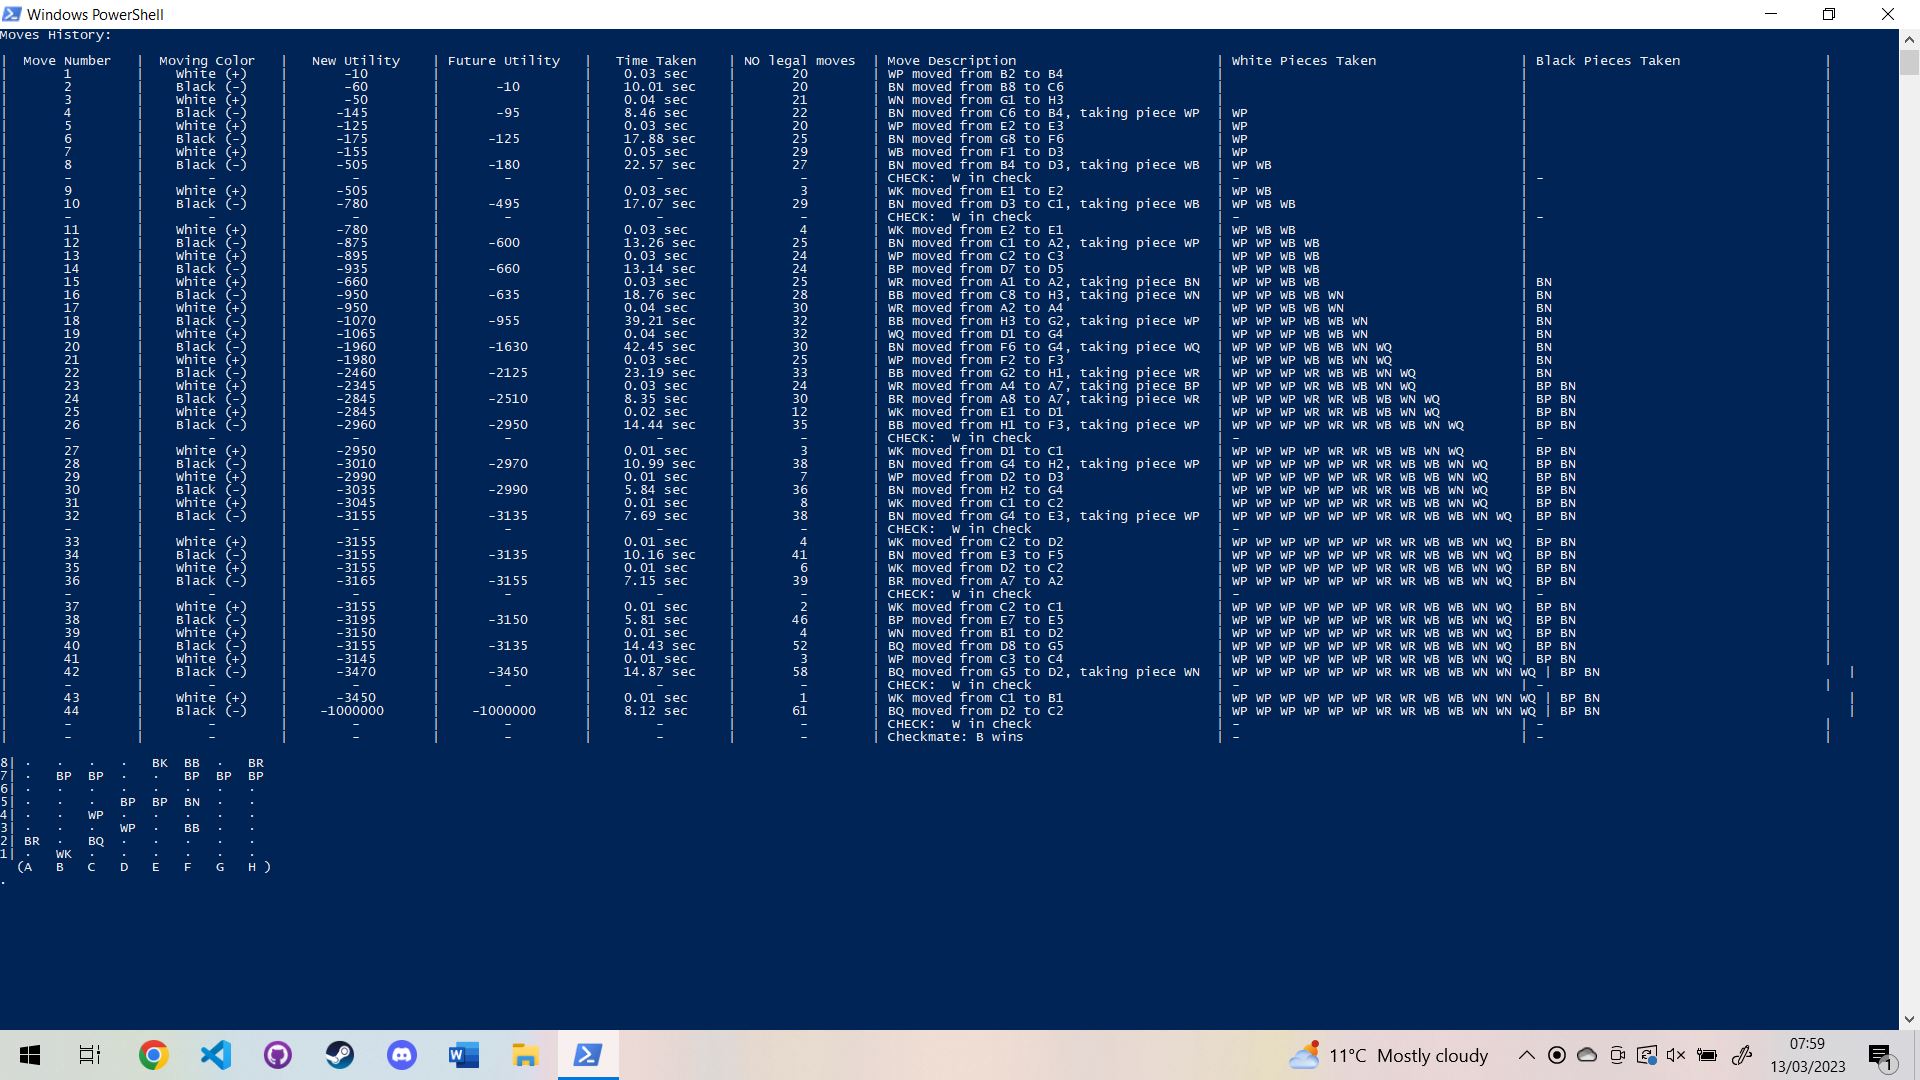 Windows PowerShell
Moves History:
| Move Number | Moving Color | New Utility | Future Utility | Time Taken | NO legal moves | Move Description | White Pieces Taken | Black Pieces Taken |
| 1 | White (+) | -10 | | 0.03 sec | 20 | WP moved from B2 to B4 | | |
| 2 | Black (-) | -60 | -10 | 10.01 sec | 20 | BN moved from B8 to C6 | | |
| 3 | White (+) | -50 | | 0.04 sec | 21 | WN moved from G1 to H3 | | |
| 4 | Black (-) | -145 | -95 | 8.46 sec | 22 | BN moved from C6 to B4, taking piece WP | WP | |
| 5 | White (+) | -125 | | 0.03 sec | 20 | WP moved from E2 to E3 | WP | |
| 6 | Black (-) | -175 | -125 | 17.88 sec | 25 | BN moved from G8 to F6 | WP | |
| 7 | White (+) | -155 | | 0.05 sec | 29 | WB moved from F1 to D3 | WP | |
| 8 | Black (-) | -505 | -180 | 22.57 sec | 27 | BN moved from B4 to D3, taking piece WB | WP WB | |
| - | - | - | - | - | - | CHECK: W in check | - | - |
| 9 | White (+) | -505 | | 0.03 sec | 3 | WK moved from E1 to E2 | WP WB | |
| 10 | Black (-) | -780 | -495 | 17.07 sec | 29 | BN moved from D3 to C1, taking piece WB | WP WB WB | |
| - | - | - | - | - | - | CHECK: W in check | - | - |
| 11 | White (+) | -780 | | 0.03 sec | 4 | WK moved from E2 to E1 | WP WB WB | |
| 12 | Black (-) | -875 | -600 | 13.26 sec | 25 | BN moved from C1 to A2, taking piece WP | WP WP WB WB | |
| 13 | White (+) | -895 | | 0.03 sec | 24 | WP moved from C2 to C3 | WP WP WB WB | |
| 14 | Black (-) | -935 | -660 | 13.14 sec | 24 | BP moved from D7 to D5 | WP WP WB WB | |
| 15 | White (+) | -660 | | 0.03 sec | 25 | WR moved from A1 to A2, taking piece BN | WP WP WB WB | BN |
| 16 | Black (-) | -950 | -635 | 18.76 sec | 28 | BB moved from C8 to H3, taking piece WN | WP WP WB WB WN | BN |
| 17 | White (+) | -950 | | 0.04 sec | 30 | WR moved from A2 to A4 | WP WP WB WB WN | BN |
| 18 | Black (-) | -1070 | -955 | 39.21 sec | 32 | BB moved from H3 to G2, taking piece WP | WP WP WP WB WB WN | BN |
| 19 | White (+) | -1065 | | 0.04 sec | 32 | WQ moved from D1 to G4 | WP WP WP WB WB WN | BN |
| 20 | Black (-) | -1960 | -1630 | 42.45 sec | 30 | BN moved from F6 to G4, taking piece WQ | WP WP WP WB WB WN WQ | BN |
| 21 | White (+) | -1980 | | 0.03 sec | 25 | WP moved from F2 to F3 | WP WP WP WB WB WN WQ | BN |
| 22 | Black (-) | -2460 | -2125 | 23.19 sec | 33 | BB moved from G2 to H1, taking piece WR | WP WP WP WR WB WB WN WQ | BN |
| 23 | White (+) | -2345 | | 0.03 sec | 24 | WR moved from A4 to A7, taking piece BP | WP WP WP WR WB WB WN WQ | BP BN |
| 24 | Black (-) | -2845 | -2510 | 8.35 sec | 30 | BR moved from A8 to A7, taking piece WR | WP WP WP WR WR WB WB WN WQ | BP BN |
| 25 | White (+) | -2845 | | 0.02 sec | 12 | WK moved from E1 to D1 | WP WP WP WR WR WB WB WN WQ | BP BN |
| 26 | Black (-) | -2960 | -2950 | 14.44 sec | 35 | BB moved from H1 to F3, taking piece WP | WP WP WP WP WR WR WB WB WN WQ | BP BN |
| - | - | - | - | - | - | CHECK: W in check | - | - |
| 27 | White (+) | -2950 | | 0.01 sec | 3 | WK moved from D1 to C1 | WP WP WP WP WR WR WB WB WN WQ | BP BN |
| 28 | Black (-) | -3010 | -2970 | 10.99 sec | 38 | BN moved from G4 to H2, taking piece WP | WP WP WP WP WP WR WR WB WB WN WQ | BP BN |
| 29 | White (+) | -2990 | | 0.01 sec | 7 | WP moved from D2 to D3 | WP WP WP WP WP WR WR WB WB WN WQ | BP BN |
| 30 | Black (-) | -3035 | -2990 | 5.84 sec | 36 | BN moved from H2 to G4 | WP WP WP WP WP WR WR WB WB WN WQ | BP BN |
| 31 | White (+) | -3045 | | 0.01 sec | 8 | WK moved from C1 to C2 | WP WP WP WP WP WR WR WB WB WN WQ | BP BN |
| 32 | Black (-) | -3155 | -3135 | 7.69 sec | 38 | BN moved from G4 to E3, taking piece WP | WP WP WP WP WP WP WR WR WB WB WN WQ | BP BN |
| - | - | - | - | - | - | CHECK: W in check | - | - |
| 33 | White (+) | -3155 | | 0.01 sec | 4 | WK moved from C2 to D2 | WP WP WP WP WP WP WR WR WB WB WN WQ | BP BN |
| 34 | Black (-) | -3155 | -3135 | 10.16 sec | 41 | BN moved from E3 to F5 | WP WP WP WP WP WP WR WR WB WB WN WQ | BP BN |
| 35 | White (+) | -3155 | | 0.01 sec | 6 | WK moved from D2 to C2 | WP WP WP WP WP WP WR WR WB WB WN WQ | BP BN |
| 36 | Black (-) | -3165 | -3155 | 7.15 sec | 39 | BR moved from A7 to A2 | WP WP WP WP WP WP WR WR WB WB WN WQ | BP BN |
| - | - | - | - | - | - | CHECK: W in check | - | - |
| 37 | White (+) | -3155 | | 0.01 sec | 2 | WK moved from C2 to C1 | WP WP WP WP WP WP WR WR WB WB WN WQ | BP BN |
| 38 | Black (-) | -3195 | -3150 | 5.81 sec | 46 | BP moved from E7 to E5 | WP WP WP WP WP WP WR WR WB WB WN WQ | BP BN |
| 39 | White (+) | -3150 | | 0.01 sec | 4 | WN moved from B1 to D2 | WP WP WP WP WP WP WR WR WB WB WN WQ | BP BN |
| 40 | Black (-) | -3155 | -3135 | 14.43 sec | 52 | BQ moved from D8 to G5 | WP WP WP WP WP WP WR WR WB WB WN WQ | BP BN |
| 41 | White (+) | -3145 | | 0.01 sec | 3 | WP moved from C3 to C4 | WP WP WP WP WP WP WR WR WB WB WN WQ | BP BN |
| 42 | Black (-) | -3470 | -3450 | 14.87 sec | 58 | BQ moved from G5 to D2, taking piece WN | WP WP WP WP WP WP WR WR WB WB WN WN WQ | BP BN |
| - | - | - | - | - | - | CHECK: W in check | - | - |
| 43 | White (+) | -3450 | | 0.01 sec | 1 | WK moved from C1 to B1 | WP WP WP WP WP WP WR WR WB WB WN WN WQ | BP BN |
| 44 | Black (-) | -1000000 | -1000000 | 8.12 sec | 61 | BQ moved from D2 to C2 | WP WP WP WP WP WP WR WR WB WB WN WN WQ | BP BN |
| - | - | - | - | - | - | CHECK: W in check | - | - |
| - | - | - | - | - | - | Checkmate: B wins | - | - |
8| . . . . BK BB . BR
7| . BP BP . . BP BP BP
6| . . . . . . . .
5| . . . BP BP BN . .
4| . . WP . . . . .
3| . . . WP . BB . .
2| BR . BQ . . . . .
1| . WK . . . . . .
(A B C D E F G H )
.
11°C Mostly cloudy
07:59
13/03/2023
1